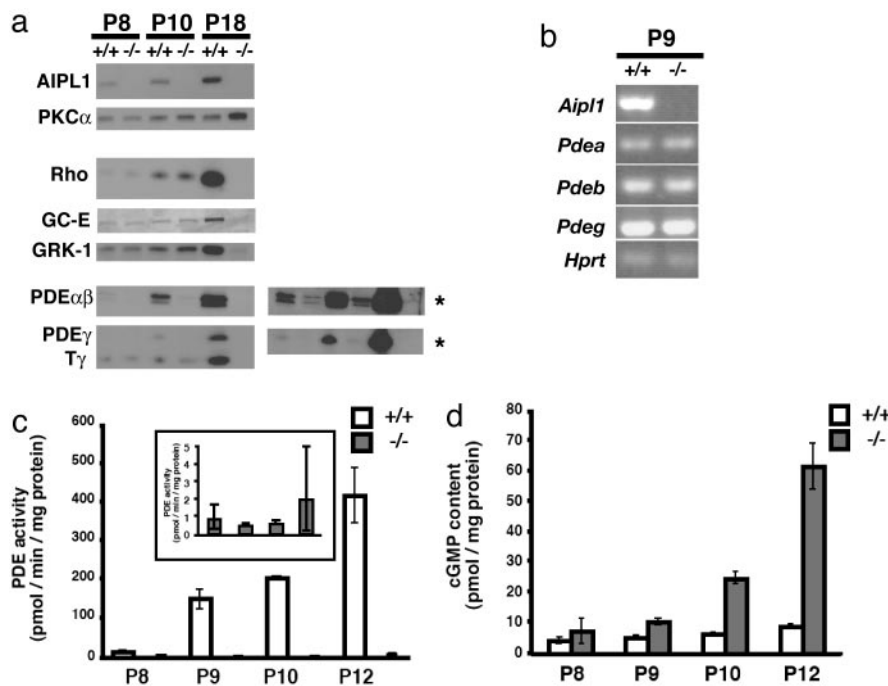 a
P8 P10 P18
+/+ -/- +/+ -/- +/+ -/-
AIPL1
PKCα
Rho
GC-E
GRK-1
PDEαβ *
PDEγ *
Tγ
b
P9
+/+ -/-
Aipl1
Pdea
Pdeb
Pdeg
Hprt
c
+/+
-/-
PDE activity
(pmol / min / mg protein)
600
500
400
300
200
100
0
PDE activity
(pmol / min / mg protein)
5
4
3
2
1
0
P8 P9 P10 P12
d
+/+
-/-
cGMP content
(pmol / mg protein)
80
70
60
50
40
30
20
10
0
P8 P9 P10 P12